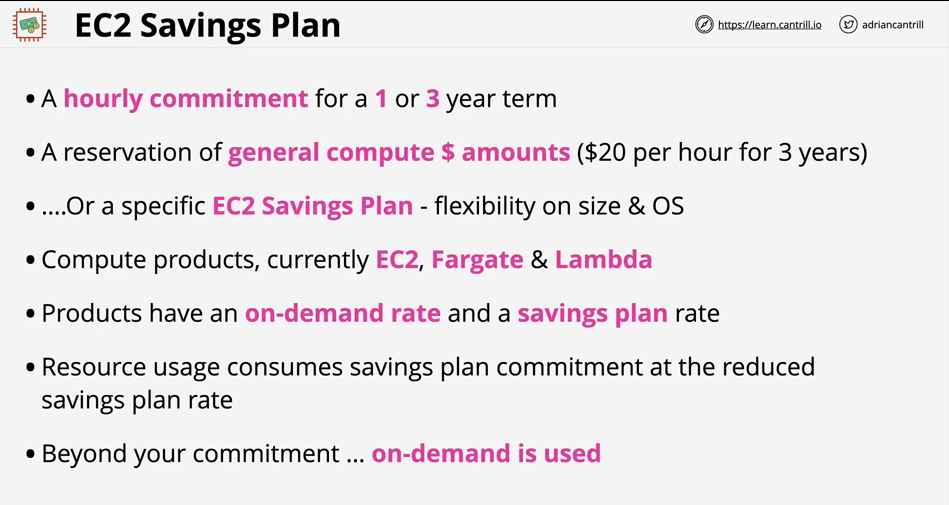 EC2 Savings Plan
https://learn.cantrill.io
adriancantrill
• A hourly commitment for a 1 or 3 year term
• A reservation of general compute $ amounts ($20 per hour for 3 years)
• ....Or a specific EC2 Savings Plan - flexibility on size & OS
• Compute products, currently EC2, Fargate & Lambda
• Products have an on-demand rate and a savings plan rate
• Resource usage consumes savings plan commitment at the reduced
savings plan rate
• Beyond your commitment ... on-demand is used